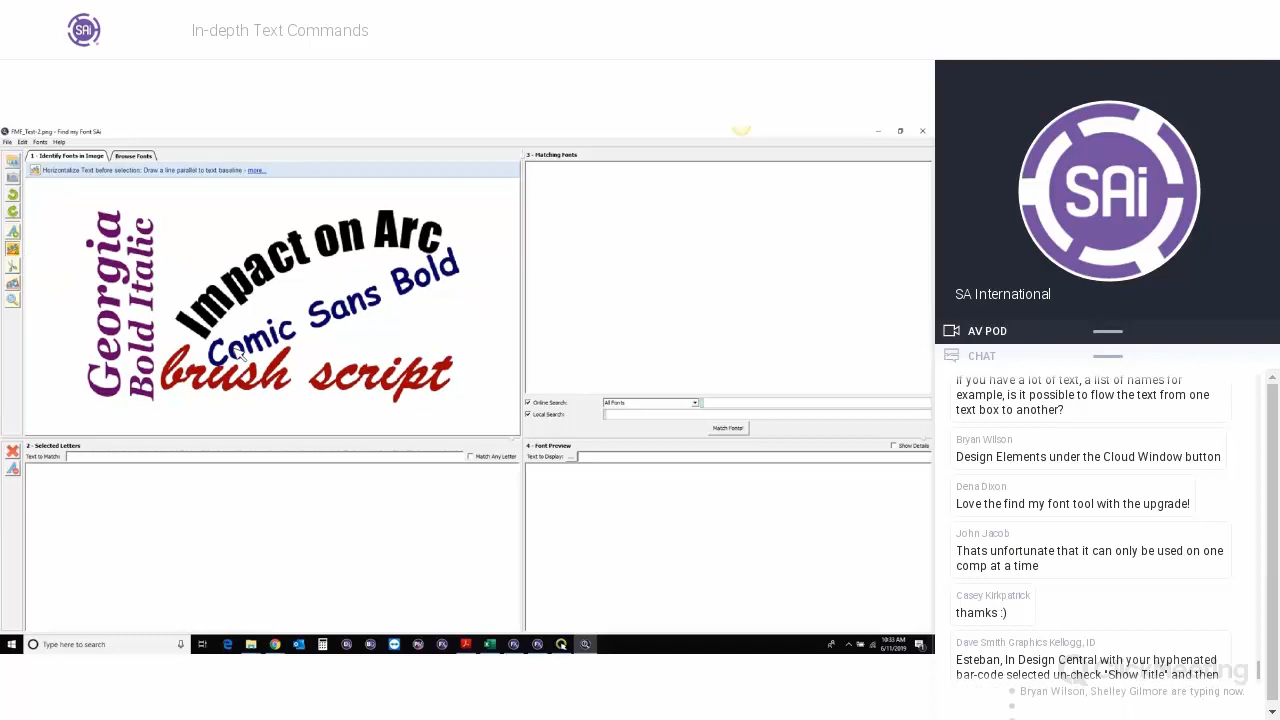 SAi
In-depth Text Commands
FMF_Text-2.png - Find my Font SAi
File Edit Fonts Help
1 - Identify Fonts in Image
Browse Fonts
Horizontalize Text before selection: Draw a line parallel to text baseline - more...
Georgia
Bold Italic
Impact on Arc
Comic Sans Bold
brush script
3 - Matching Fonts
Online Search: All Fonts
Local Search:
Match Fonts!
2 - Selected Letters
Text to Match:
Match Any Letter
4 - Font Preview
Show Details
Text to Display: ...
Type here to search
10:33 AM
6/11/2019
SAi
SA International
AV POD
CHAT
If you have a lot of text, a list of names for
example, is it possible to flow the text from one
text box to another?
Bryan Wilson
Design Elements under the Cloud Window button
Dena Dixon
Love the find my font tool with the upgrade!
John Jacob
Thats unfortunate that it can only be used on one
comp at a time
Casey Kirkpatrick
thamks :)
Dave Smith Graphics Kellogg, ID
Esteban, In Design Central with your hyphenated
bar-code selected un-check "Show Title" and then
Bryan Wilson, Shelley Gilmore are typing now.